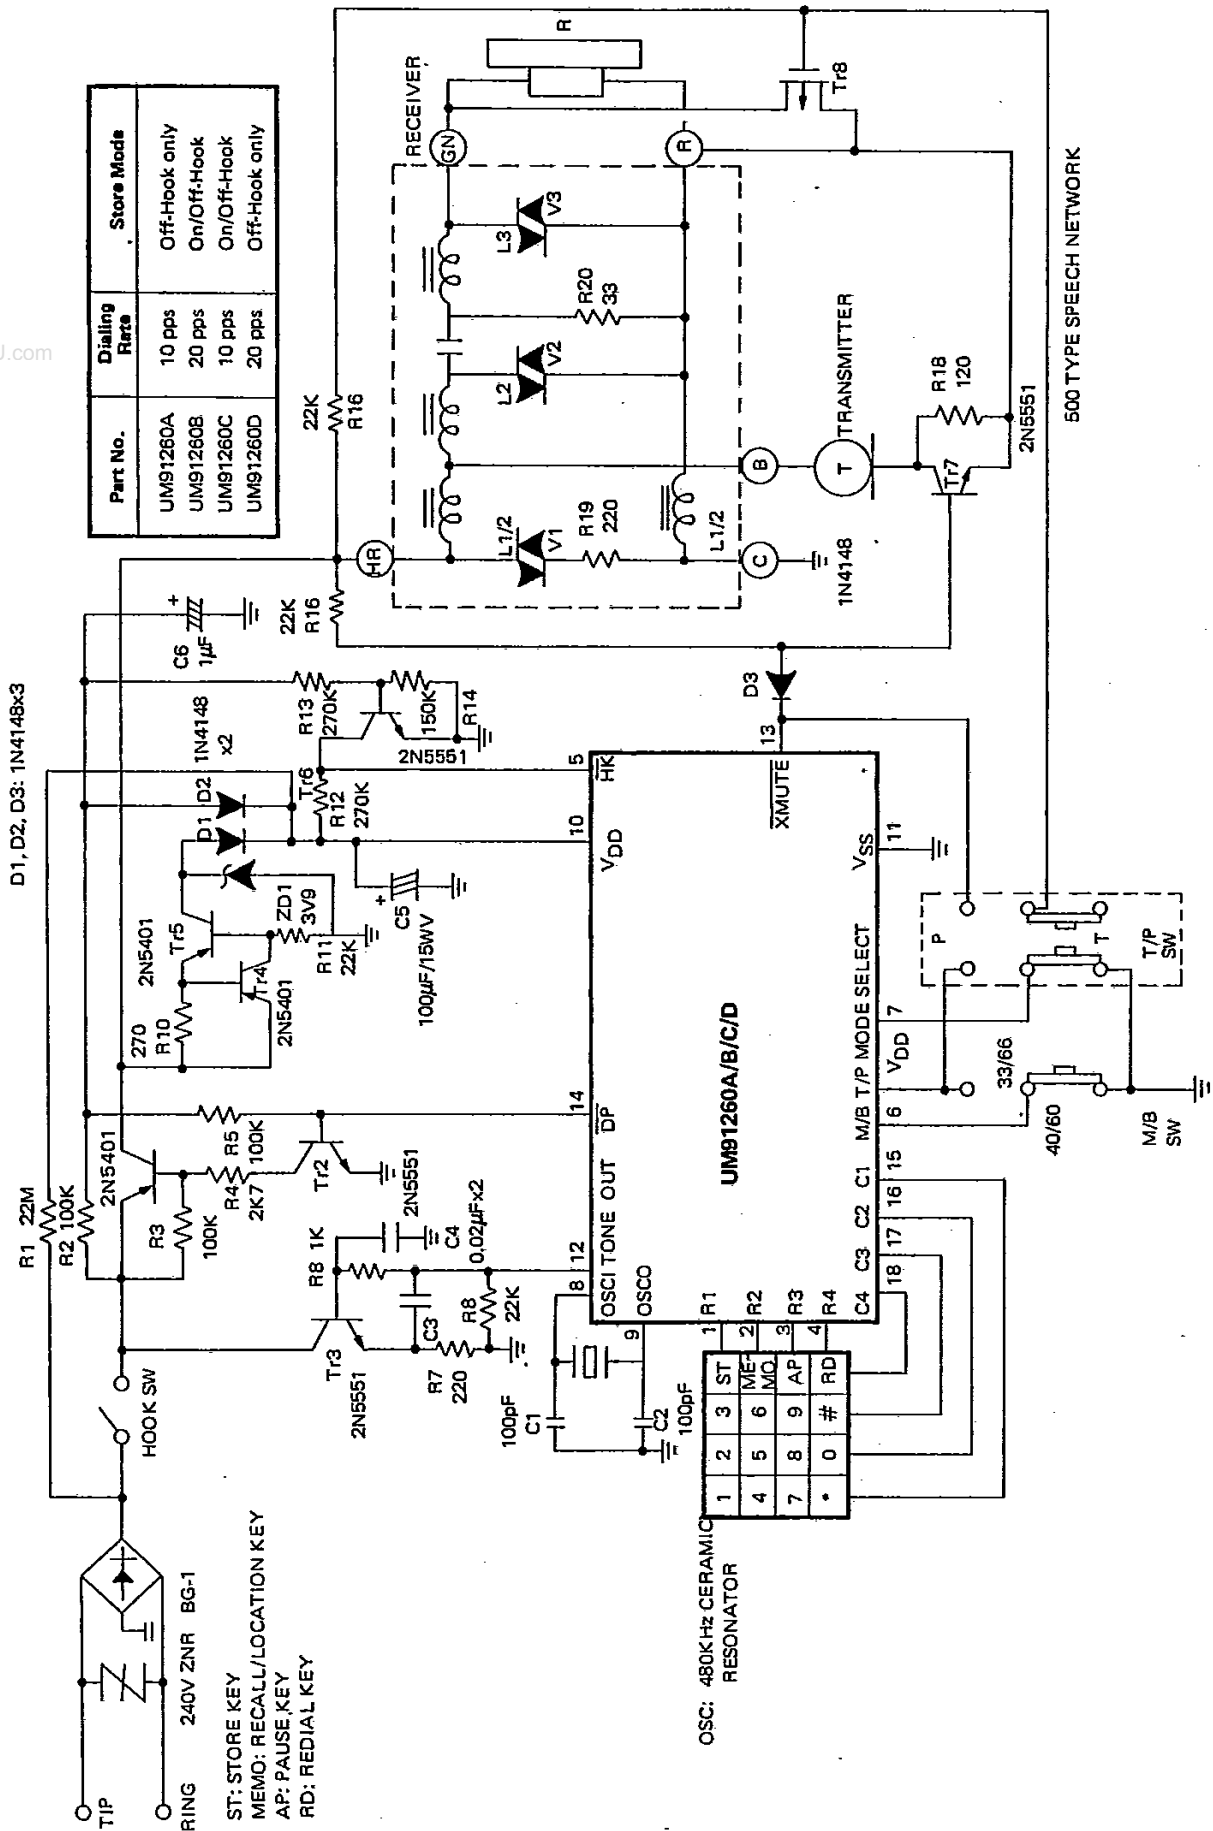 Part No. Dialing Rate Store Mode
UM91260A 10 pps Off-Hook only
UM91260B 20 pps On/Off-Hook
UM91260C 10 pps On/Off-Hook
UM91260D 20 pps. Off-Hook only
J.com
D1, D2, D3: 1N4148x3
TIP
RING
240V ZNR
BG-1
HOOK SW
ST: STORE KEY
MEMO: RECALL/LOCATION KEY
AP: PAUSE KEY
RD: REDIAL KEY
R1 22M
R2 100K
R3
100K
2N5401
R4
2K7
R5
100K
Tr2
2N5551
Tr3
2N5551
R8 1K
C4
0.02µFx2
C3
R7
220
R8
22K
270
R10
2N5401
Tr5
Tr4
2N5401
ZD1
3V9
R11
22K
D1
D2
1N4148
x2
+
C5
100µF/15WV
C6
1µF
+
Tr6
R12
270K
R13
270K
150K
R14
2N5551
22K
R16
22K
R16
HR
RECEIVER
GN
R
R
Tr8
L1/2
V1
R19
220
L2
V2
R20
33
L3
V3
L1/2
C
B
1N4148
T
TRANSMITTER
Tr7
R18
120
2N5551
500 TYPE SPEECH NETWORK
D3
14
DP
12
TONE OUT
8
OSCI
9
OSCO
10
VDD
5
HK
13
XMUTE
VSS
11
UM91260A/B/C/D
T/P MODE SELECT
7
VDD
M/B
6
C1
15
C2
16
C3
17
C4
18
1 R1
2 R2
3 R3
4 R4
1 2 3 ST
4 5 6 ME-MO
7 8 9 AP
* 0 # RD
100pF
C1
C2
100pF
OSC: 480KHz CERAMIC
RESONATOR
P
T
T/P
SW
33/66
40/60
M/B
SW